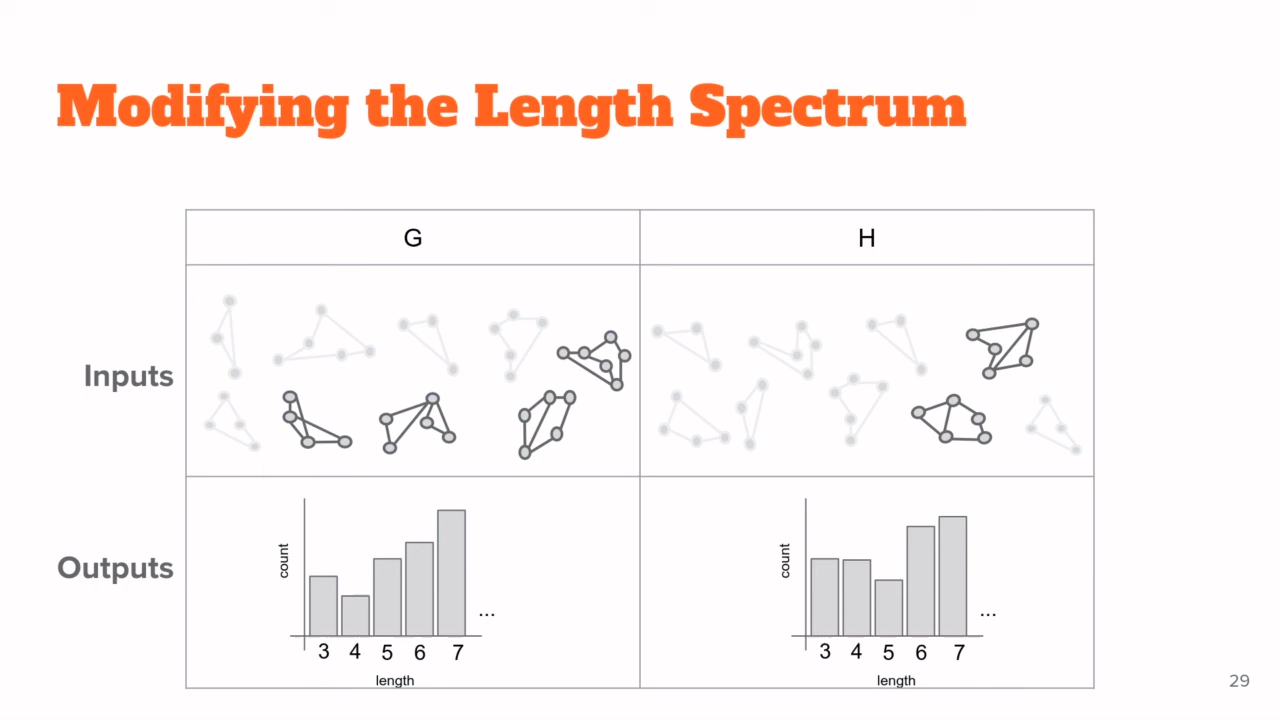 Modifying the Length Spectrum
G
H
Inputs
Outputs
count
3 4 5 6 7 ...
length
count
3 4 5 6 7 ...
length
29